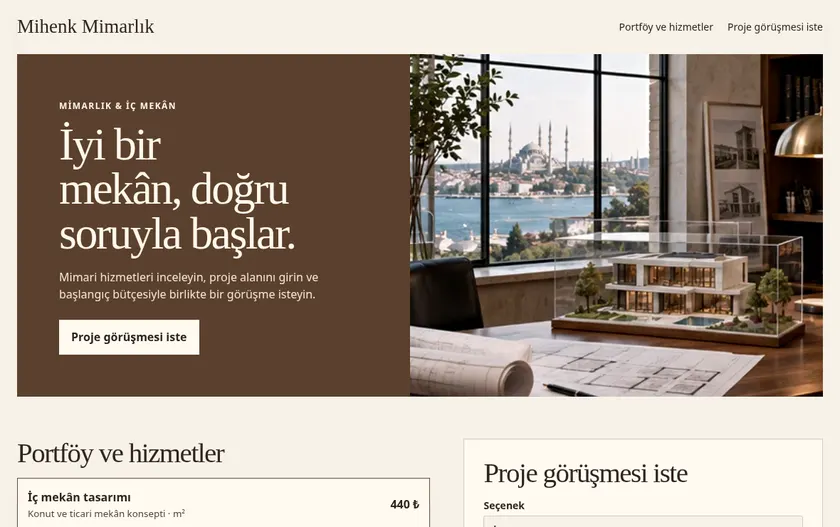 Mihenk Mimarlık
Portföy ve hizmetler
Proje görüşmesi iste
MİMARLIK & İÇ MEKÂN
İyi bir
mekân, doğru
soruyla başlar.
Mimari hizmetleri inceleyin, proje alanını girin ve
başlangıç bütçesiyle birlikte bir görüşme isteyin.
Proje görüşmesi iste
Portföy ve hizmetler
İç mekân tasarımı
440 ₺
Konut ve ticari mekân konsepti · m²
Proje görüşmesi iste
Seçenek